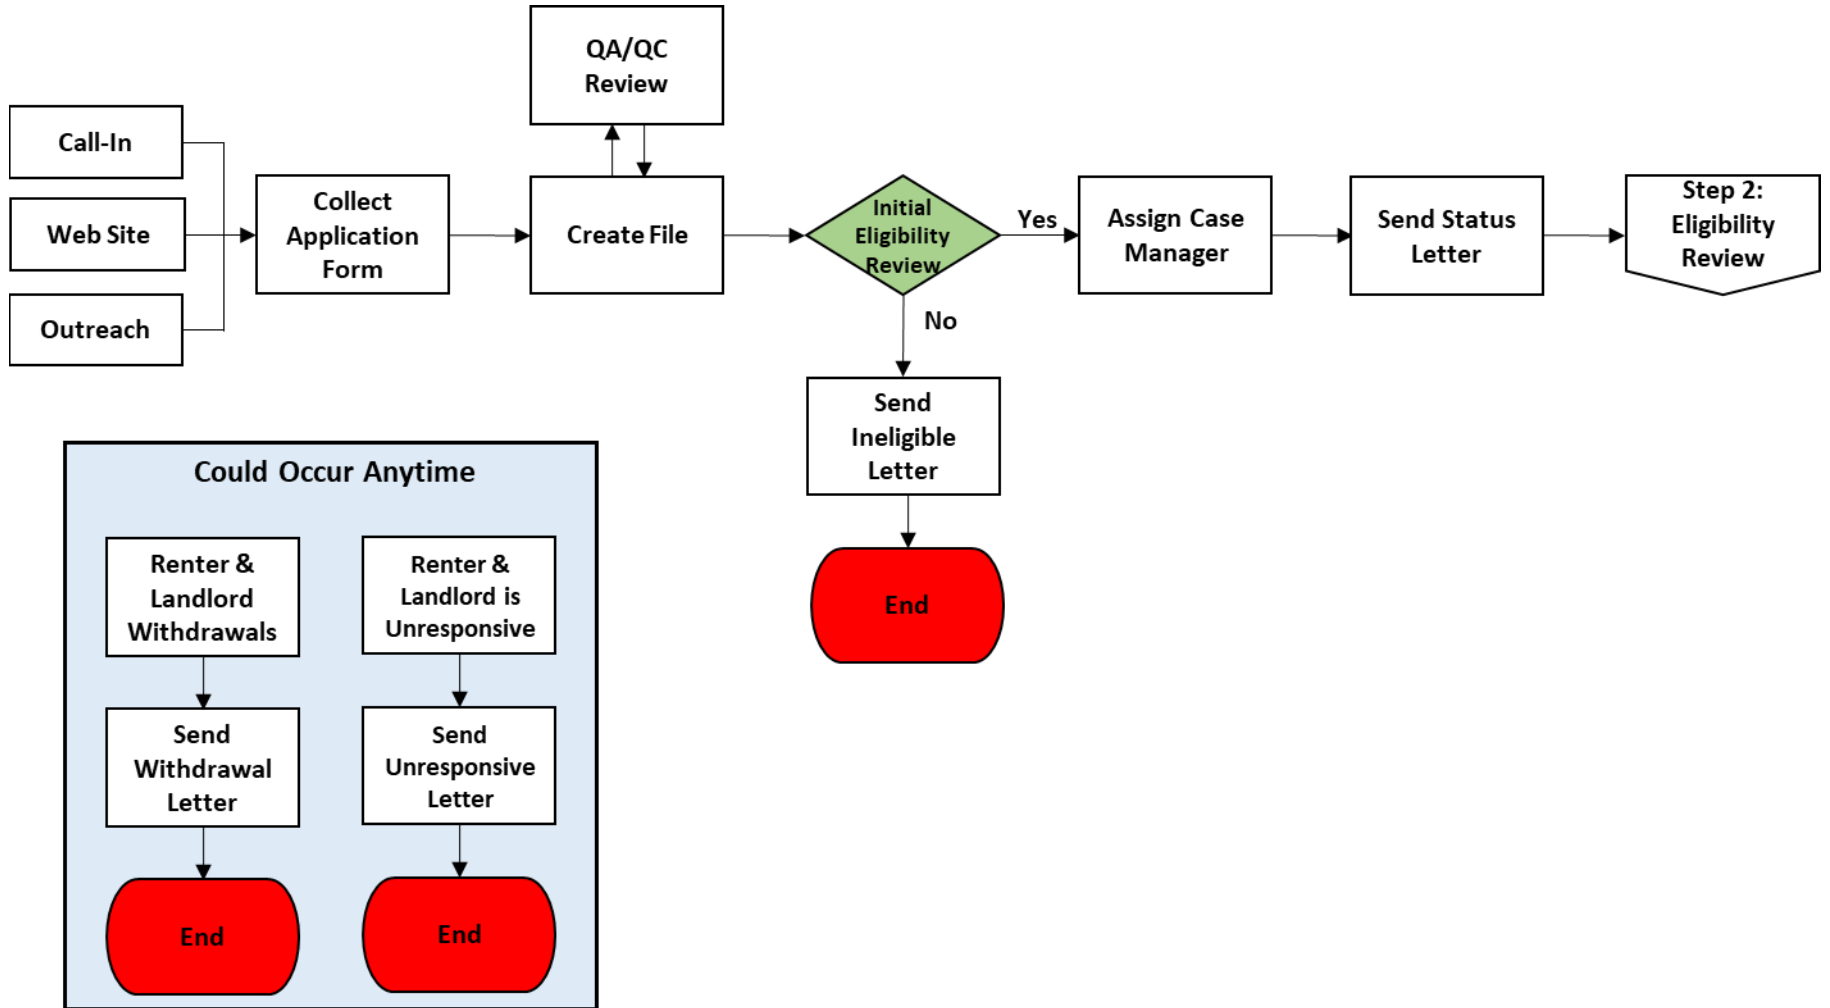 QA/QC
Review
Call-In
Web Site
Outreach
Collect
Application
Form
Create File
Initial
Eligibility
Review
Yes
No
Assign Case
Manager
Send Status
Letter
Step 2:
Eligibility
Review
Send
Ineligible
Letter
End
Could Occur Anytime
Renter &
Landlord
Withdrawals
Send
Withdrawal
Letter
End
Renter &
Landlord is
Unresponsive
Send
Unresponsive
Letter
End